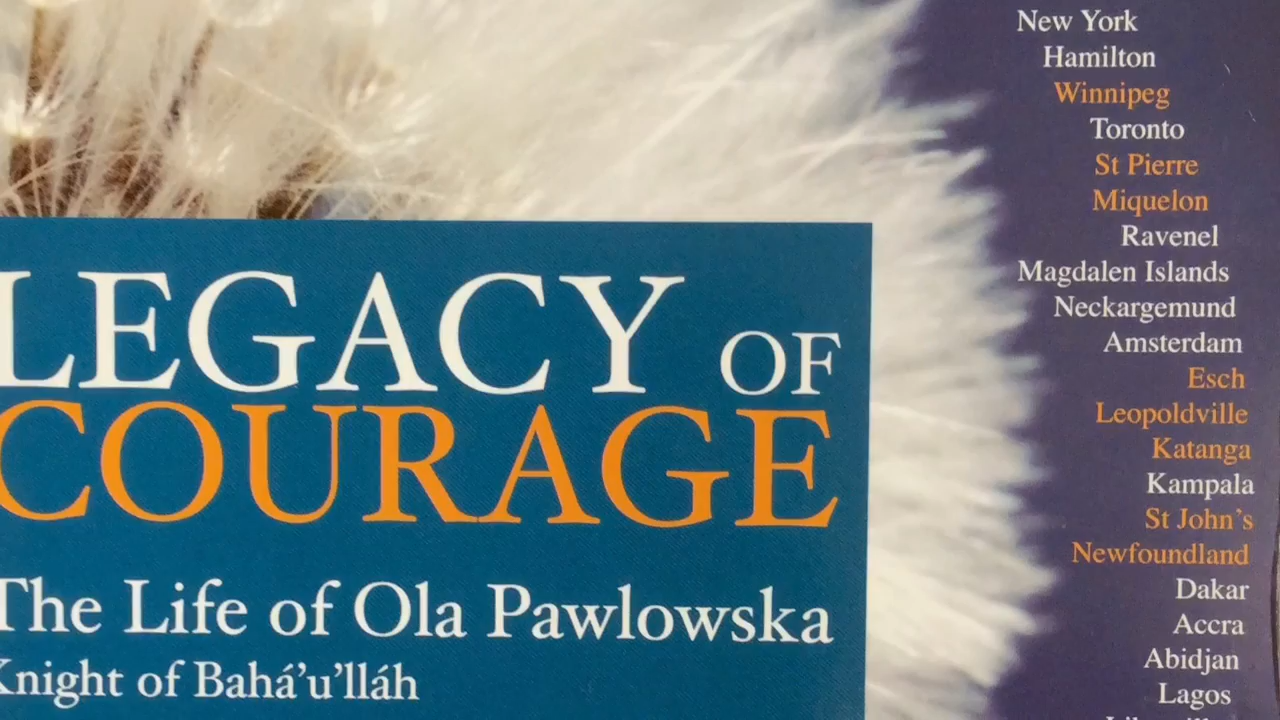 LEGACY OF
COURAGE
The Life of Ola Pawlowska
Knight of Bahá'u'lláh
New York
Hamilton
Winnipeg
Toronto
St Pierre
Miquelon
Ravenel
Magdalen Islands
Neckargemund
Amsterdam
Esch
Leopoldville
Katanga
Kampala
St John's
Newfoundland
Dakar
Accra
Abidjan
Lagos